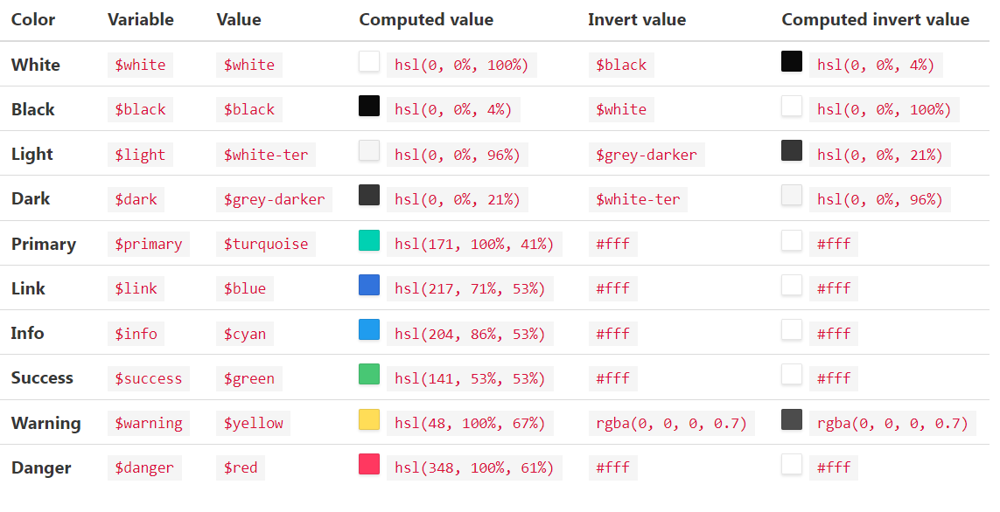 Color Variable Value Computed value Invert value Computed invert value
White $white $white hsl(0, 0%, 100%) $black hsl(0, 0%, 4%)
Black $black $black hsl(0, 0%, 4%) $white hsl(0, 0%, 100%)
Light $light $white-ter hsl(0, 0%, 96%) $grey-darker hsl(0, 0%, 21%)
Dark $dark $grey-darker hsl(0, 0%, 21%) $white-ter hsl(0, 0%, 96%)
Primary $primary $turquoise hsl(171, 100%, 41%) #fff #fff
Link $link $blue hsl(217, 71%, 53%) #fff #fff
Info $info $cyan hsl(204, 86%, 53%) #fff #fff
Success $success $green hsl(141, 53%, 53%) #fff #fff
Warning $warning $yellow hsl(48, 100%, 67%) rgba(0, 0, 0, 0.7) rgba(0, 0, 0, 0.7)
Danger $danger $red hsl(348, 100%, 61%) #fff #fff